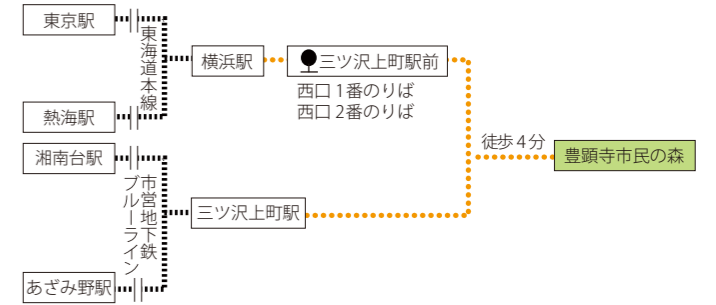 東京駅
東海道本線
熱海駅
横浜駅
三ツ沢上町駅前
西口 1番のりば
西口 2番のりば
湘南台駅
市営地下鉄
ブルーライン
あざみ野駅
三ツ沢上町駅
徒歩 4 分
豊顕寺市民の森